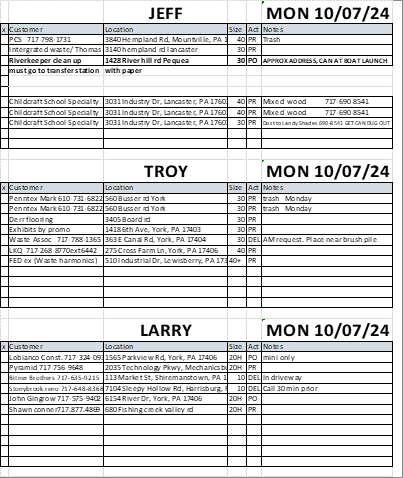 JEFF MON 10/07/24
x Customer Location Size Act Notes
PCS 717-798-1731 3840 Hempland Rd, Mountville, PA 1 40 PR Trash
Intergrated waste/ Thomas 3140 hempland rd lancaster 30 PR
Riverkeeper clean up 1428 River hill rd Pequea 30 PO APPROX ADDRESS, CAN AT BOAT LAUNCH
must go to transfer station with paper
Childcraft School Specialty 3031 Industry Dr, Lancaster, PA 1760 40 PR Mixed wood 717-690-8541
Childcraft School Specialty 3031 Industry Dr, Lancaster, PA 1760 40 PR Mixed wood 717-690-8541
Childcraft School Specialty 3031 Industry Dr, Lancaster, PA 1760 30 PR Dust to Landy Shades 690-8541 GET CAN DUG OUT
TROY MON 10/07/24
x Customer Location Size Act Notes
Penntex Mark 610-731-6822 560 Busser rd York 30 PR trash Monday
Penntex Mark 610-731-6822 560 Busser rd York 30 PR trash Monday
Derrflooring 3405 Board rd 30 PR
Exhibits by promo 1418 6th Ave, York, PA 17403 30 PR
Waste Assoc 717-788-1365 363 E Canal Rd, York, PA 17404 30 DEL AM request. Place near brush pile
LKQ 717-268-8770ext6442 275 Cross Farm Ln, York, PA 17406 40 PR
FED ex (Waste harmonics) 510 Industrial Dr, Lewisberry, PA 173 40+ PR
LARRY MON 10/07/24
x Customer Location Size Act Notes
Lobianco Const. 717-324-093 1565 Parkview Rd, York, PA 17406 20H PO mini only
Pyramid 717-756-9648 2035 Technology Pkwy, Mechanicsbu 20H PR
Bitner Brothers 717-635-9215 113 Market St, Shiremanstown, PA 1 10 DEL In driveway
Stonybrook reno 717-648-8368 7104 Sleepy Hollow Rd, Harrisburg, P 10 DEL Call 30 min prior
John Gingrow 717-575-9402 6154 River Dr, York, PA 17406 20H PO
Shawn conner 717.877.4869 680 Fishing creek valley rd 20H PR